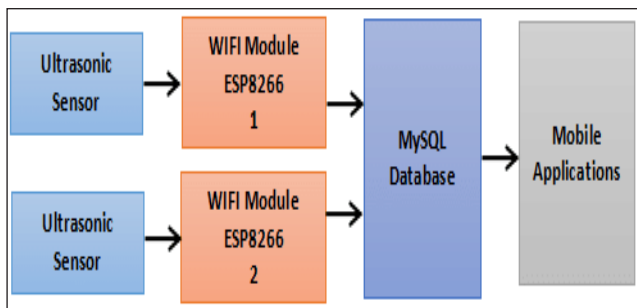 Ultrasonic
Sensor
WIFI Module
ESP8266
1
MySQL
Database
Mobile
Applications
Ultrasonic
Sensor
WIFI Module
ESP8266
2